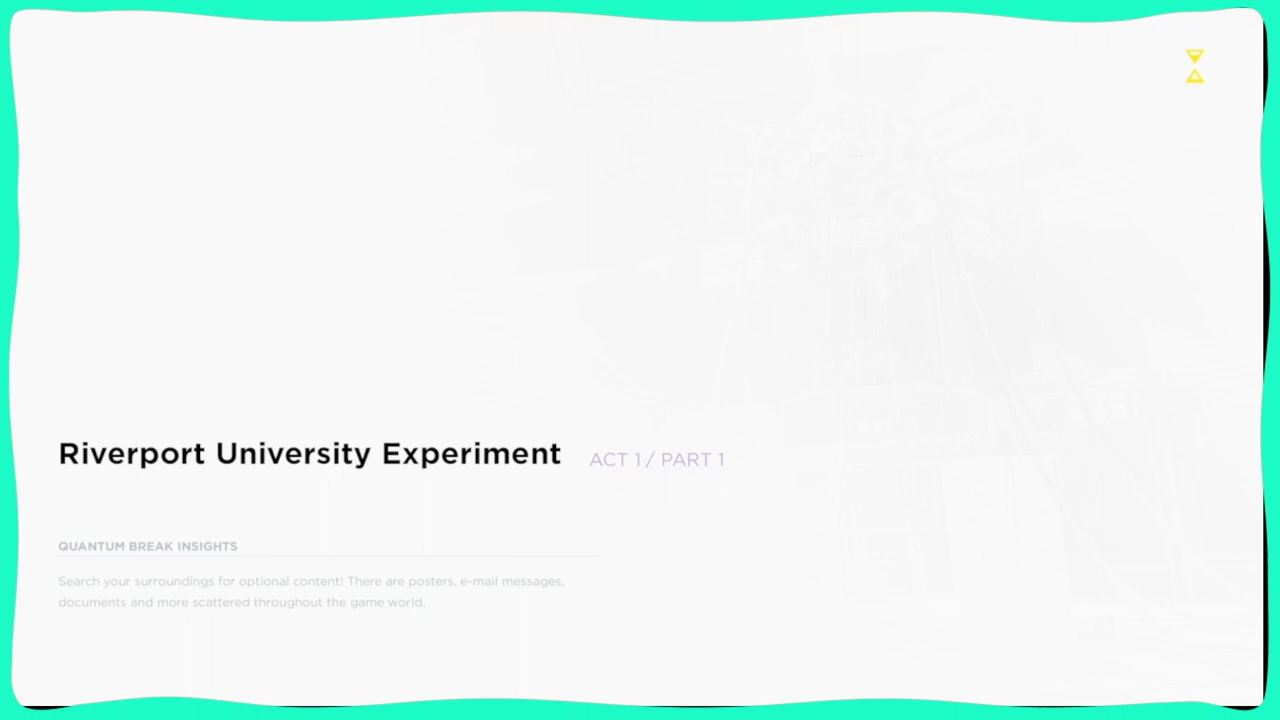 Riverport University Experiment ACT 1 / PART 1
QUANTUM BREAK INSIGHTS
Search your surroundings for optional content! There are posters, e-mail messages,
documents and more scattered throughout the game world.